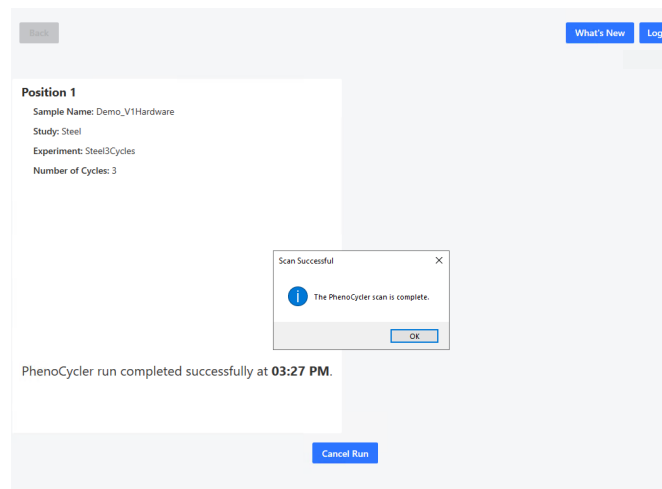 Back
What's New
Log
Position 1
Sample Name: Demo_V1Hardware
Study: Steel
Experiment: Steel3Cycles
Number of Cycles: 3
Scan Successful
The PhenoCycler scan is complete.
OK
PhenoCycler run completed successfully at 03:27 PM.
Cancel Run